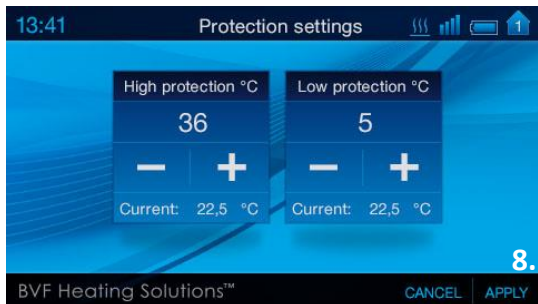 13:41 Protection settings 1
High protection °C Low protection °C
36 5
− + − +
Current: 22,5 °C Current: 22,5 °C
8.
BVF Heating Solutions™ CANCEL APPLY